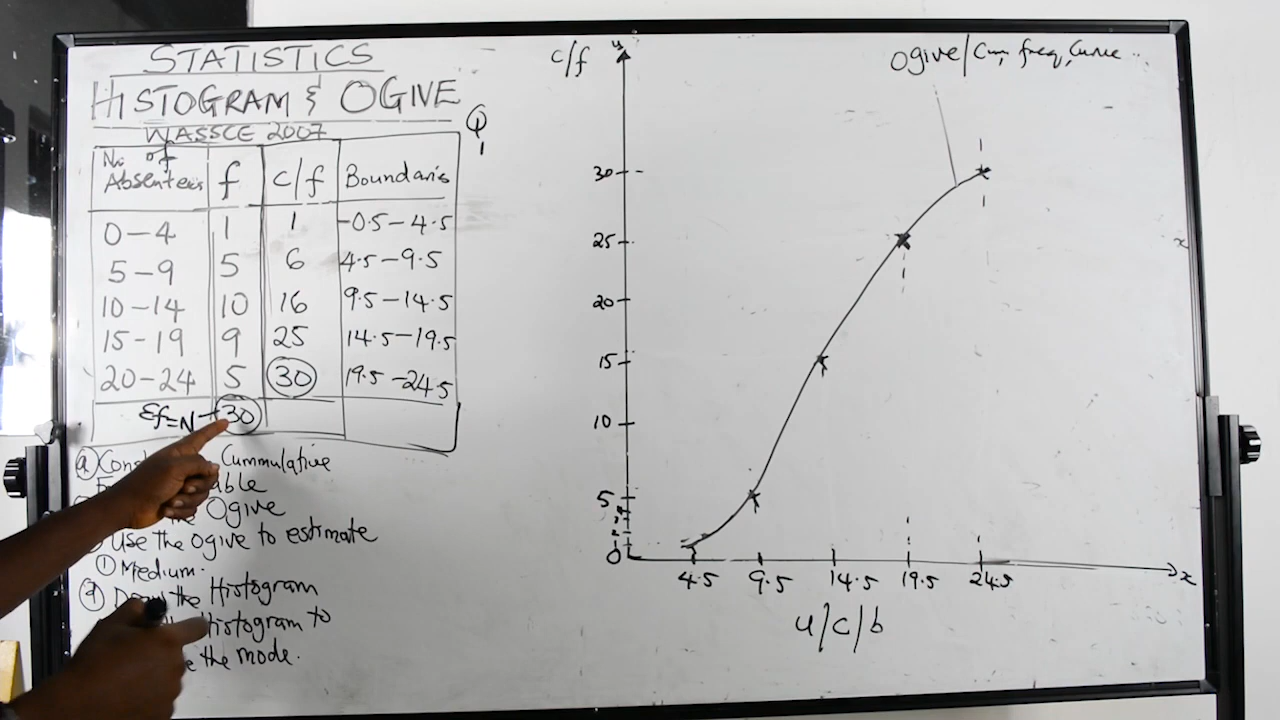 STATISTICS
HISTOGRAM & OGIVE
WASSCE 2007
Q1
No. of Absentees f c/f Boundaris
0-4 1 1 -0.5-4.5
5-9 5 6 4.5-9.5
10-14 10 16 9.5-14.5
15-19 9 25 14.5-19.5
20-24 5 30 19.5-24.5
Ɛf=N→30
(a) Cummulative
Ogive
Use the ogive to estimate
(1) Medium.
(d) the Histogram
Histogram to
the mode.
c/f
y
Ogive/Cum, freq, Curve..
30
25
20
15
10
5
0
4.5 9.5 14.5 19.5 24.5
x
u/c/b